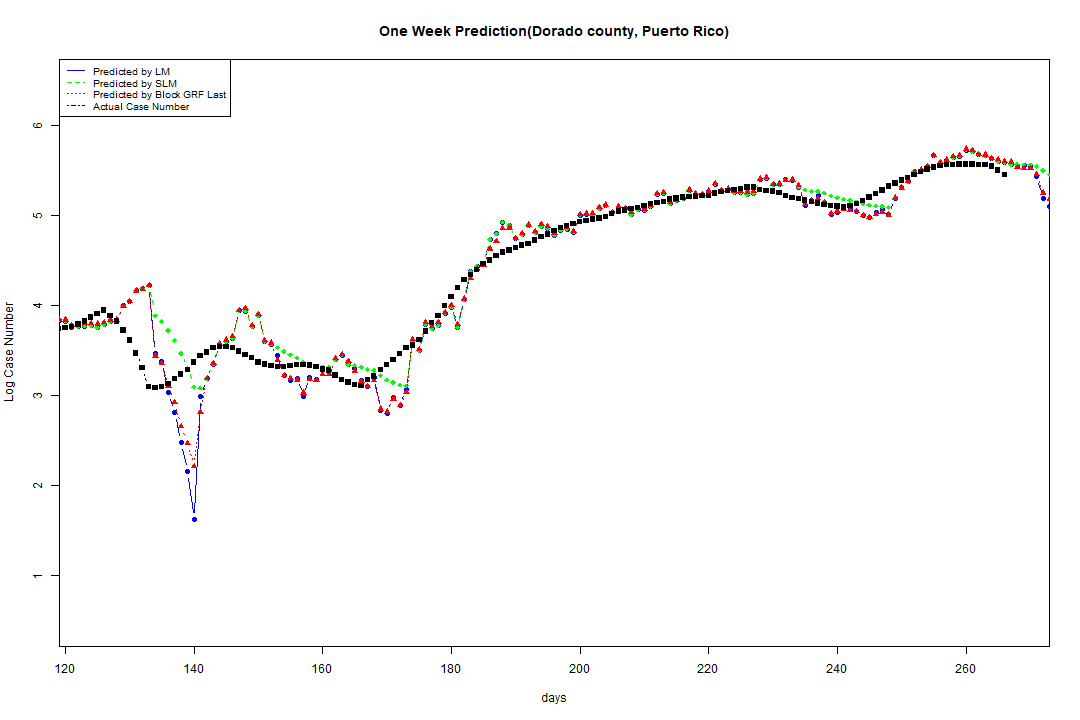 One Week Prediction(Dorado county, Puerto Rico)
Predicted by LM
Predicted by SLM
Predicted by Block GRF Last
Actual Case Number
6
5
4
3
2
1
Log Case Number
120 140 160 180 200 220 240 260
days